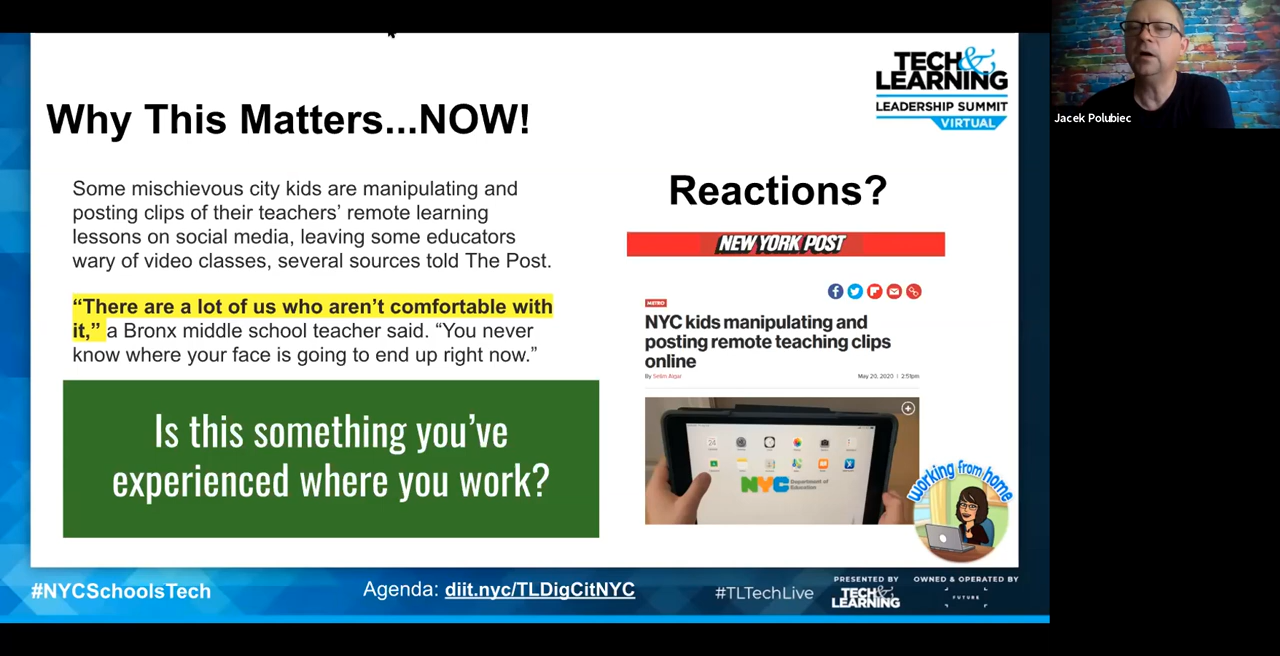 TECH&
LEARNING
LEADERSHIP SUMMIT
VIRTUAL
Jacek Polubiec
Why This Matters...NOW!
Some mischievous city kids are manipulating and
posting clips of their teachers’ remote learning
lessons on social media, leaving some educators
wary of video classes, several sources told The Post.
“There are a lot of us who aren’t comfortable with
it,” a Bronx middle school teacher said. “You never
know where your face is going to end up right now.”
Is this something you’ve
experienced where you work?
Reactions?
NEW YORK POST
METRO
NYC kids manipulating and
posting remote teaching clips
online
By Selim Algar
May 20, 2020 | 2:51pm
24
NYC Department of
Education
working from home
#NYCSchoolsTech
Agenda: diit.nyc/TLDigCitNYC
#TLTechLive
PRESENTED BY
TECH&
LEARNING
OWNED & OPERATED BY
FUTURE